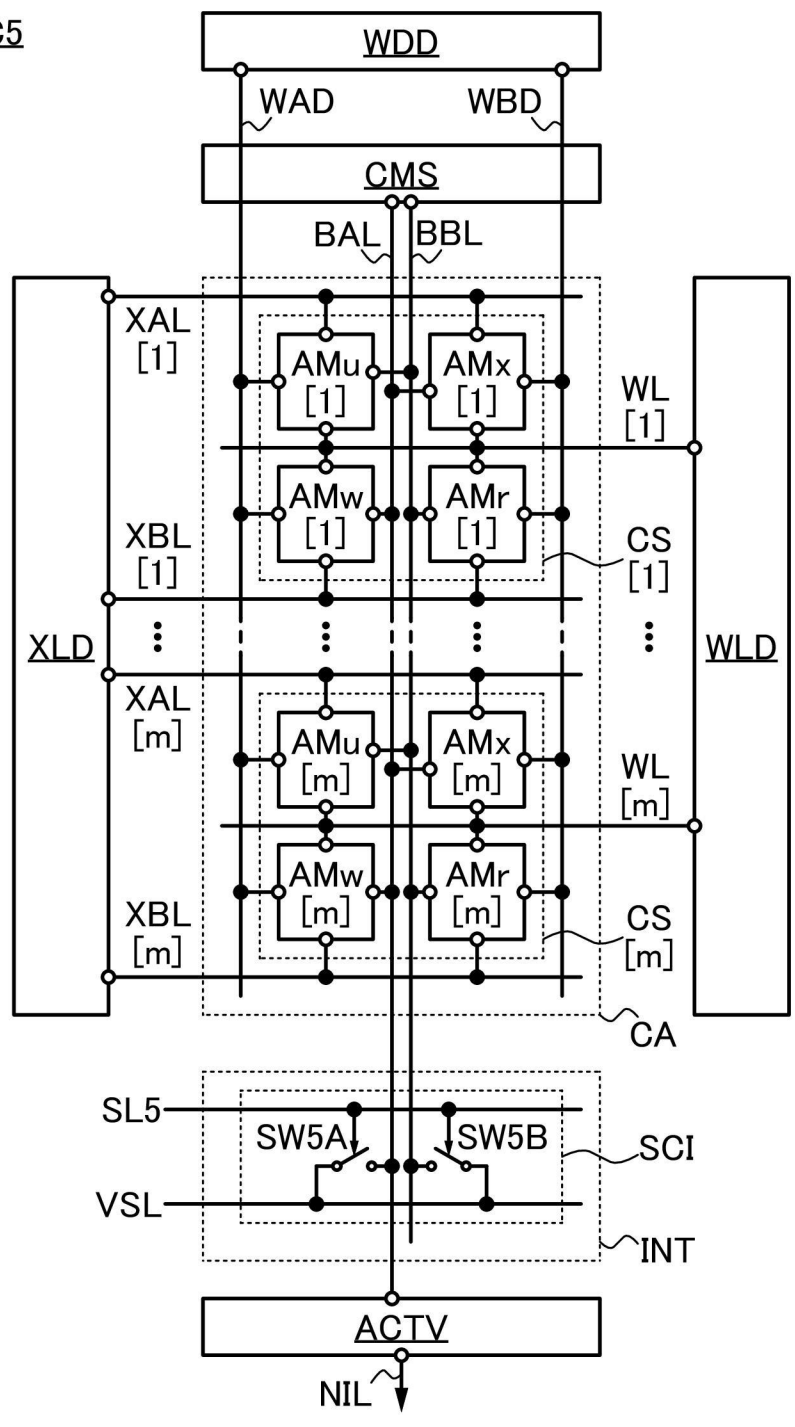 C5
WDD
WAD
WBD
CMS
BAL
BBL
XAL
[1]
AMu
[1]
AMx
[1]
WL
[1]
XBL
[1]
AMw
[1]
AMr
[1]
CS
[1]
XLD
WLD
XAL
[m]
AMu
[m]
AMx
[m]
WL
[m]
XBL
[m]
AMw
[m]
AMr
[m]
CS
[m]
CA
SL5
SW5A
SW5B
SCI
VSL
INT
ACTV
NIL